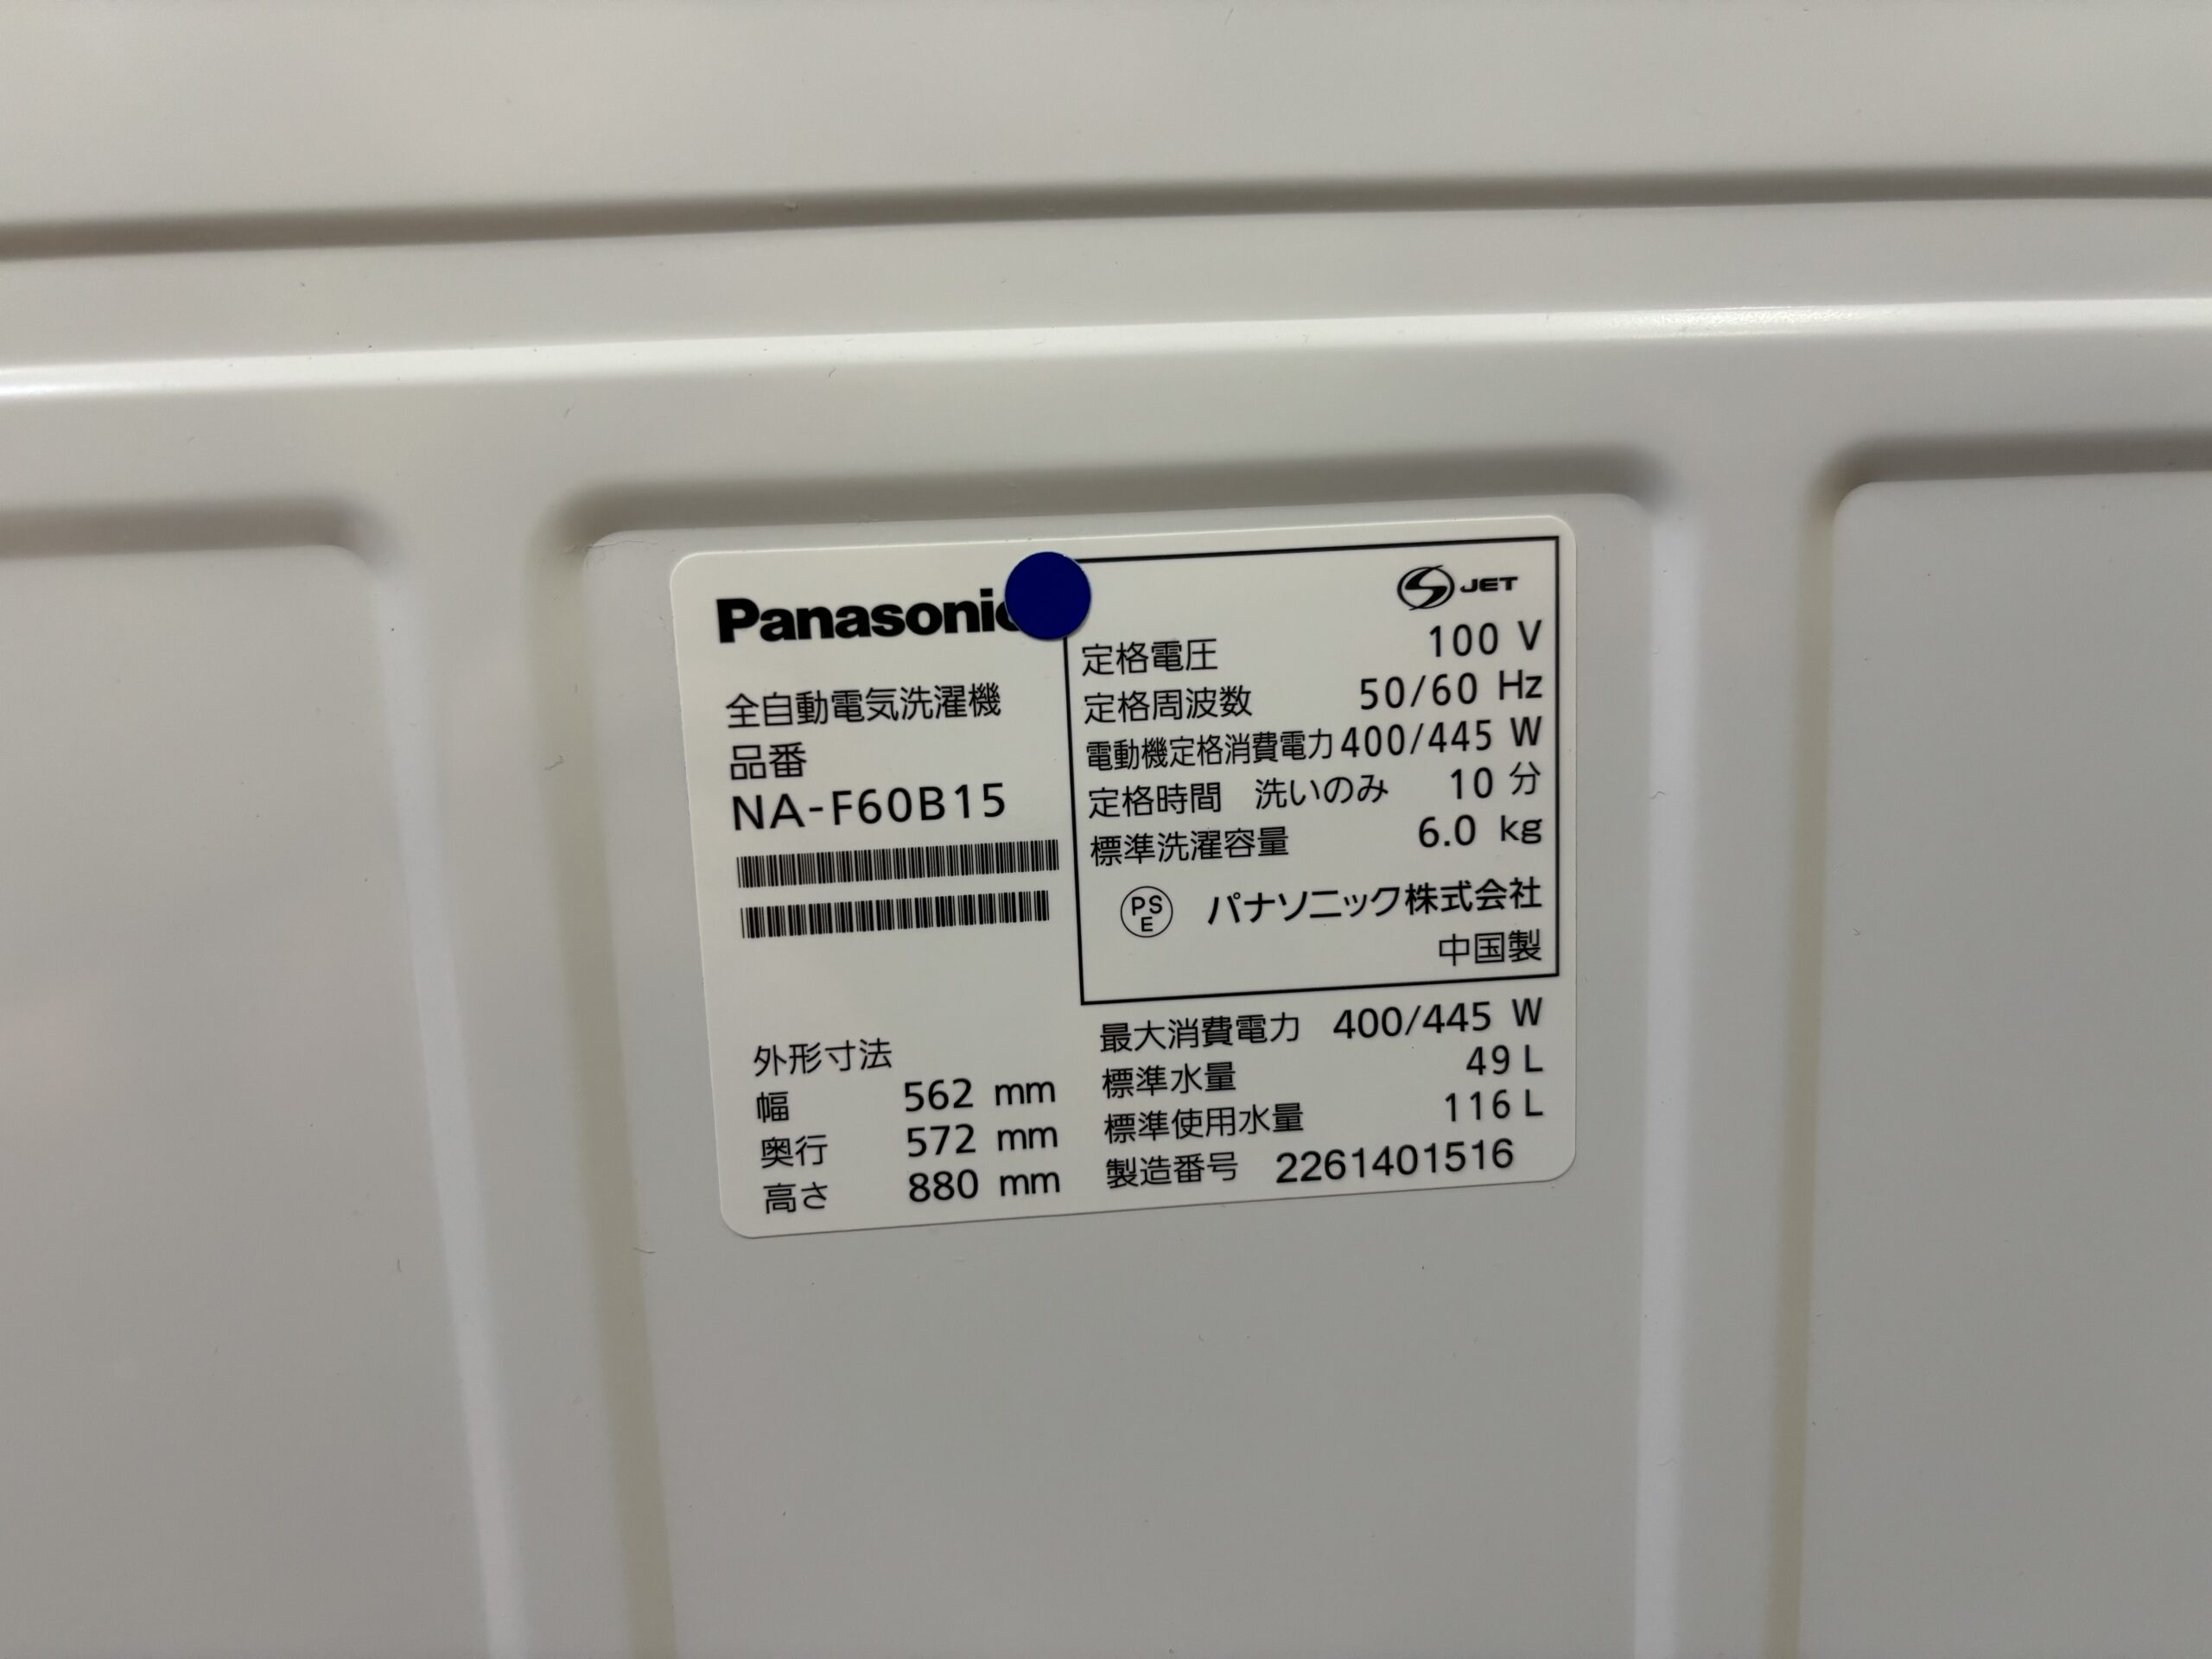 Panasonic
全自動電気洗濯機
品番
NA-F60B15
JET
定格電圧 100 V
定格周波数 50/60 Hz
電動機定格消費電力 400/445 W
定格時間 洗いのみ 10 分
標準洗濯容量 6.0 kg
PS
E
パナソニック株式会社
中国製
外形寸法
幅 562 mm
奥行 572 mm
高さ 880 mm
最大消費電力 400/445 W
標準水量 49 L
標準使用水量 116 L
製造番号 2261401516